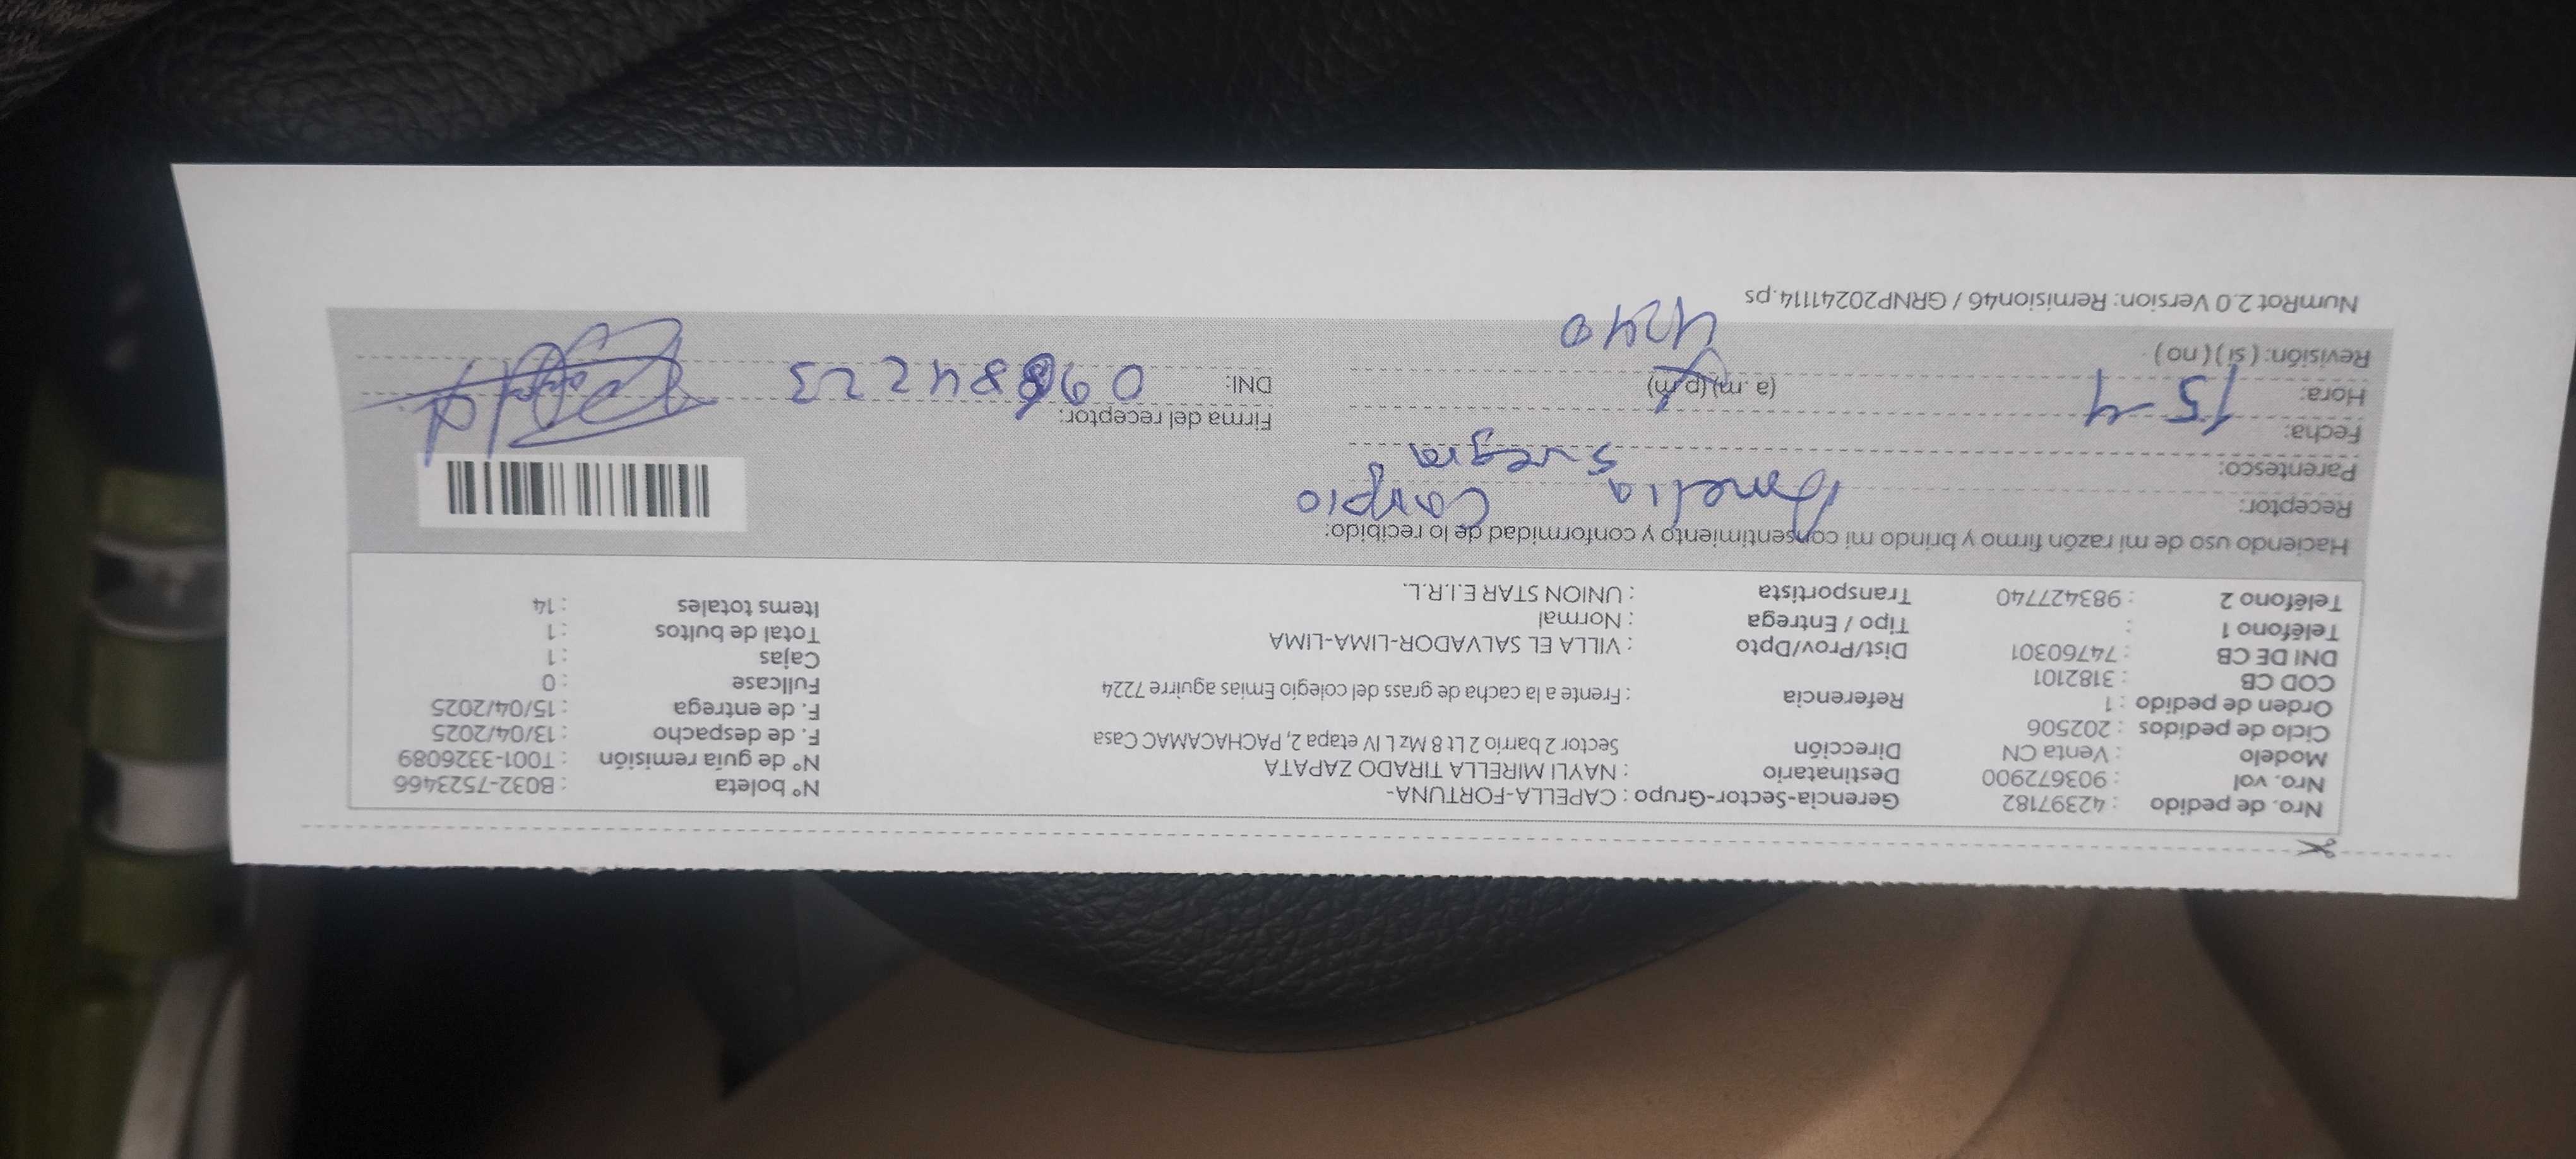 Nro. de pedido : 42397182 Gerencia-Sector-Grupo : CAPELLA-FORTUNA- N° boleta : B032-7523466
Nro. vol : 903672900 Destinatario : NAYLI MIRELLA TIRADO ZAPATA N° de guía remisión : T001-3326089
Modelo : Venta CN Dirección Sector 2 barrio 2 Lt 8 Mz L IV etapa 2, PACHACAMAC Casa F. de despacho : 13/04/2025
Ciclo de pedidos : 202506 F. de entrega : 15/04/2025
Orden de pedido : 1 Referencia : Frente a la cacha de grass del colegio Emias aguirre 7224 Fullcase : 0
COD CB : 3182101 Cajas : 1
DNI DE CB : 74760301 Dist/Prov/Dpto : VILLA EL SALVADOR-LIMA-LIMA Total de bultos : 1
Teléfono 1 : Tipo / Entrega : Normal Items totales : 14
Teléfono 2 : 983427740 Transportista : UNION STAR E.I.R.L.
Haciendo uso de mi razón firmo y brindo mi consentimiento y conformidad de lo recibido:
Receptor: Amelia Carpio
Parentesco: Suegra
Fecha: 15-4 Firma del receptor:
Hora: (a. m) (p. m) DNI: 09884223
Revisión: ( si ) ( no )
NumRot 2.0 Version: Remision46 / GRNP20241114.ps